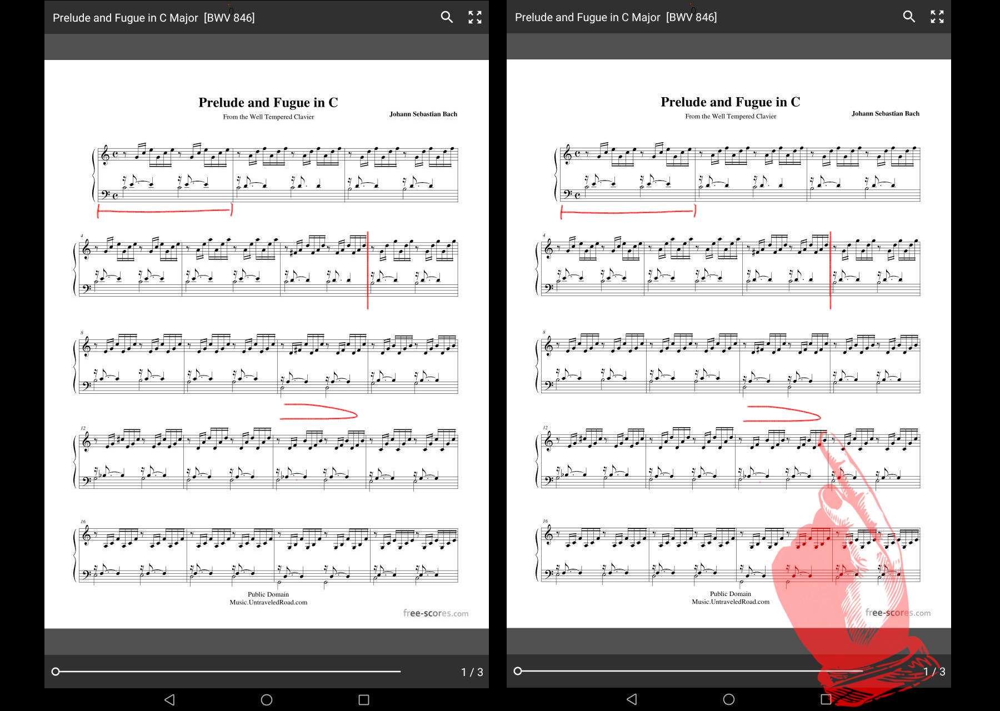 Prelude and Fugue in C Major [BWV 846]
Prelude and Fugue in C
From the Well Tempered Clavier
Johann Sebastian Bach
4
8
12
16
Public Domain
Music.UntraveledRoad.com
free-scores.com
1 / 3
Prelude and Fugue in C Major [BWV 846]
Prelude and Fugue in C
From the Well Tempered Clavier
Johann Sebastian Bach
4
8
12
16
Public Domain
Music.UntraveledRoad.com
free-scores.com
1 / 3